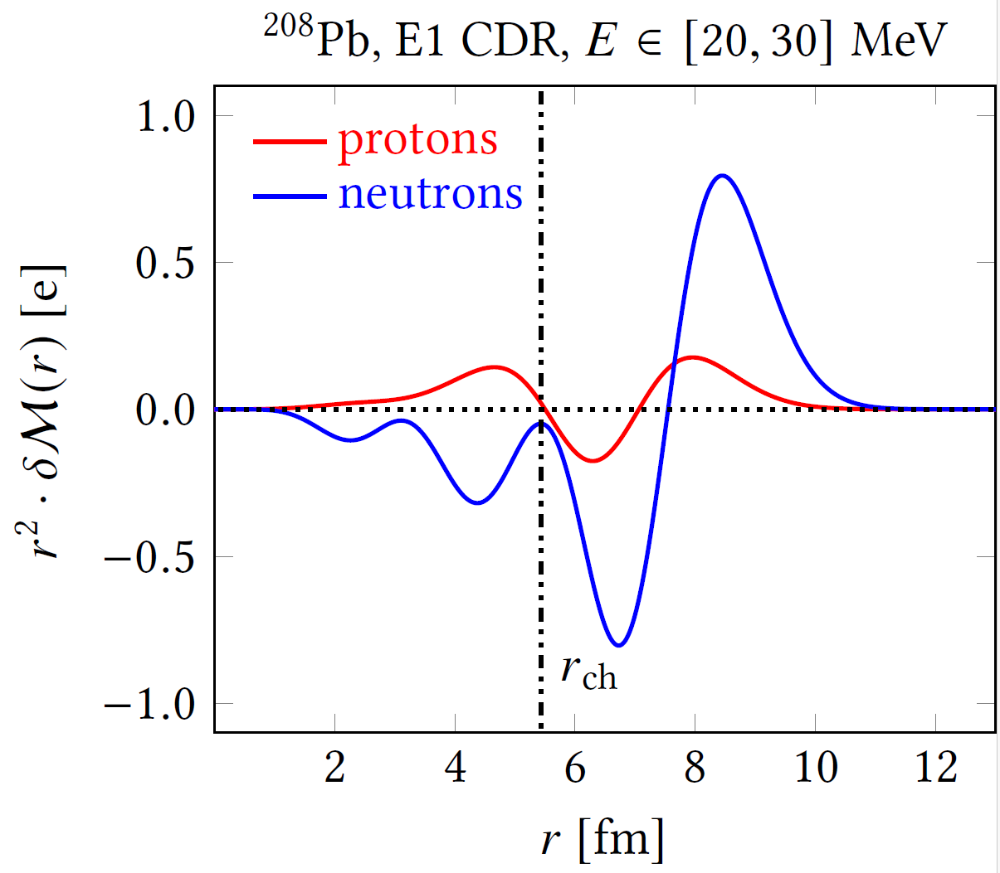 ²⁰⁸Pb, E1 CDR, E ∈ [20, 30] MeV
1.0
protons
neutrons
0.5
0.0
−0.5
−1.0
r² · δℳ(r) [e]
r_ch
2 4 6 8 10 12
r [fm]